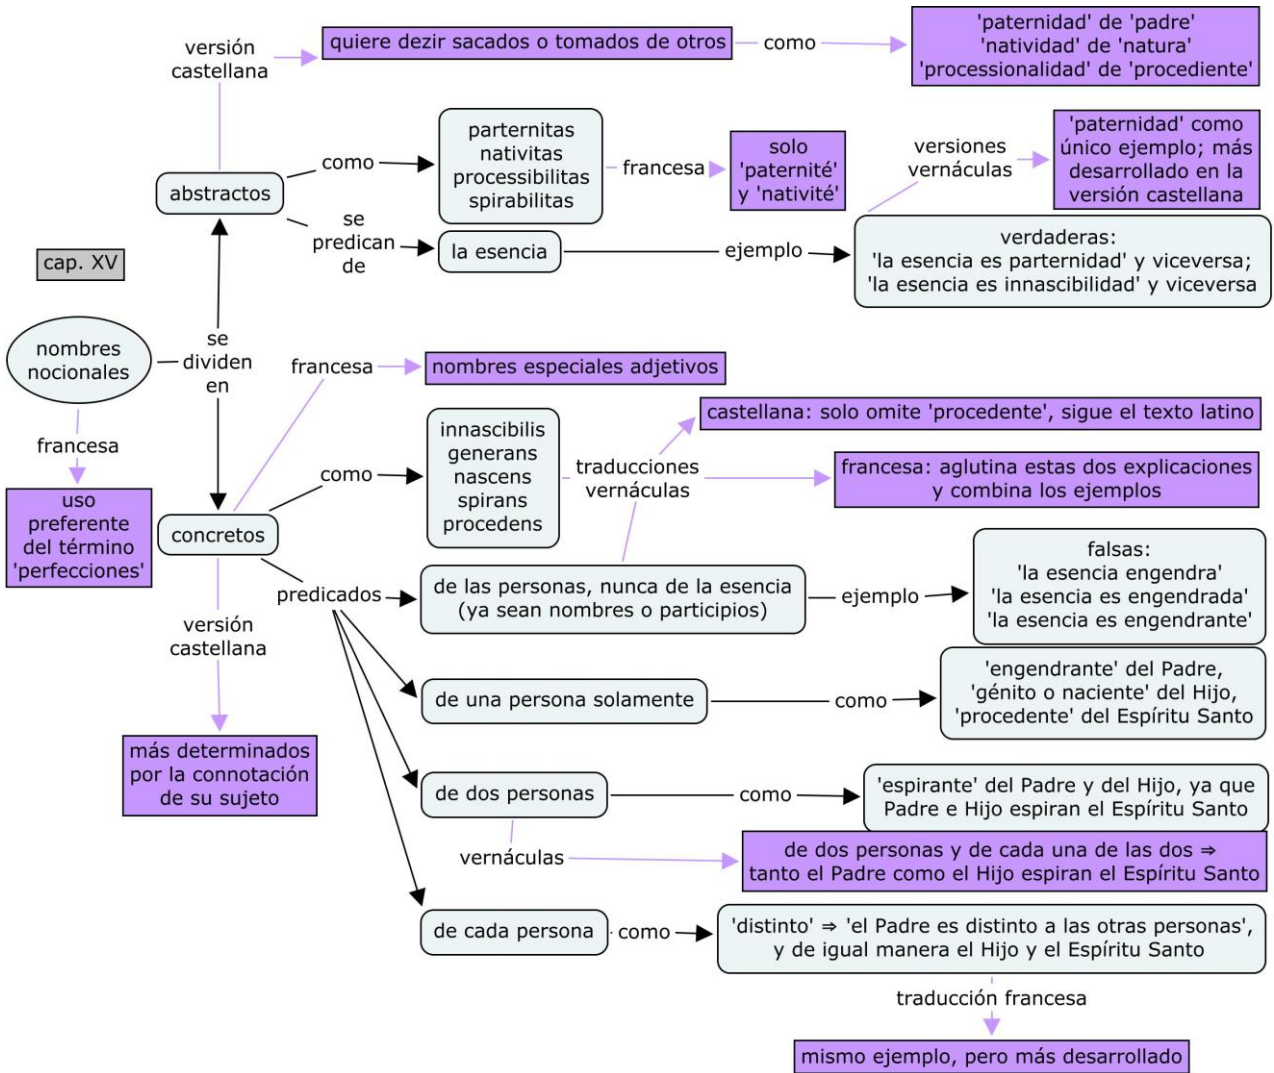 versión
castellana
quiere dezir sacados o tomados de otros
como
'paternidad' de 'padre'
'natividad' de 'natura'
'processionalidad' de 'procediente'
abstractos
como
parternitas
nativitas
processibilitas
spirabilitas
francesa
solo
'paternité'
y 'nativité'
versiones
vernáculas
'paternidad' como
único ejemplo; más
desarrollado en la
versión castellana
se
predican
de
la esencia
ejemplo
verdaderas:
'la esencia es parternidad' y viceversa;
'la esencia es innascibilidad' y viceversa
cap. XV
nombres
nocionales
se
dividen
en
francesa
uso
preferente
del término
'perfecciones'
francesa
nombres especiales adjetivos
concretos
como
innascibilis
generans
nascens
spirans
procedens
traducciones
vernáculas
castellana: solo omite 'procedente', sigue el texto latino
francesa: aglutina estas dos explicaciones
y combina los ejemplos
versión
castellana
más determinados
por la connotación
de su sujeto
predicados
de las personas, nunca de la esencia
(ya sean nombres o participios)
ejemplo
falsas:
'la esencia engendra'
'la esencia es engendrada'
'la esencia es engendrante'
de una persona solamente
como
'engendrante' del Padre,
'génito o naciente' del Hijo,
'procedente' del Espíritu Santo
de dos personas
como
'espirante' del Padre y del Hijo, ya que
Padre e Hijo espiran el Espíritu Santo
vernáculas
de dos personas y de cada una de las dos ⇒
tanto el Padre como el Hijo espiran el Espíritu Santo
de cada persona
como
'distinto' ⇒ 'el Padre es distinto a las otras personas',
y de igual manera el Hijo y el Espíritu Santo
traducción francesa
mismo ejemplo, pero más desarrollado